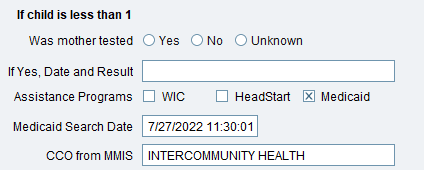 If child is less than 1
Was mother tested Yes No Unknown
If Yes, Date and Result
Assistance Programs WIC HeadStart X Medicaid
Medicaid Search Date 7/27/2022 11:30:01
CCO from MMIS INTERCOMMUNITY HEALTH